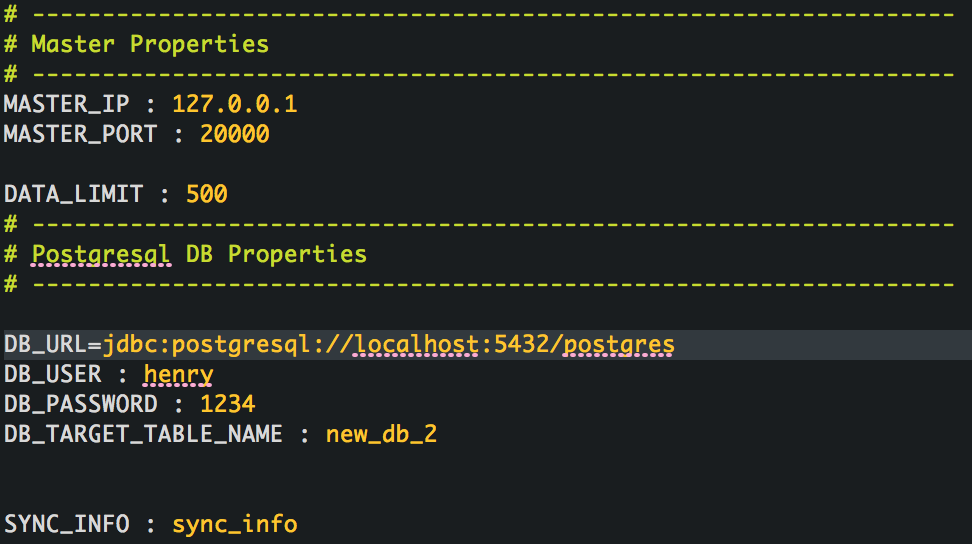 # ------------------------------------------------------------------
# Master Properties
# ------------------------------------------------------------------
MASTER_IP : 127.0.0.1
MASTER_PORT : 20000
DATA_LIMIT : 500
# ------------------------------------------------------------------
# Postgresql DB Properties
# ------------------------------------------------------------------
DB_URL=jdbc:postgresql://localhost:5432/postgres
DB_USER : henry
DB_PASSWORD : 1234
DB_TARGET_TABLE_NAME : new_db_2
SYNC_INFO : sync_info